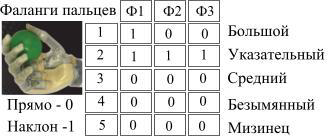 Фаланги пальцев Ф1 Ф2 Ф3
1 1 0 0 Большой
2 1 1 1 Указательный
3 0 0 0 Средний
Прямо - 0 4 0 0 0 Безымянный
Наклон -1 5 0 0 0 Мизинец